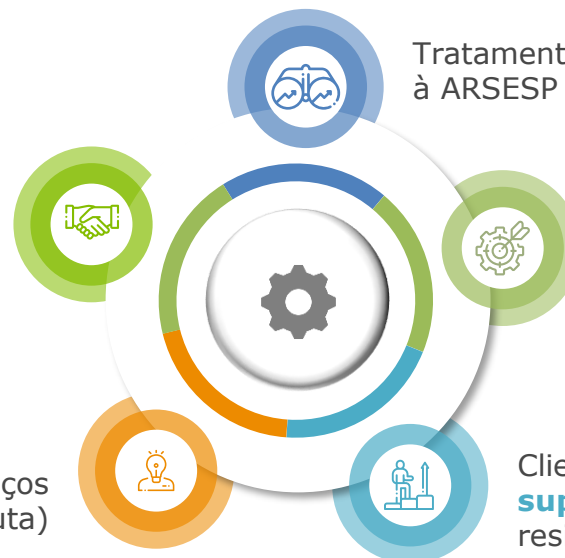 Tratament
à ARSESP
ços
uta)
Clie
sup
res